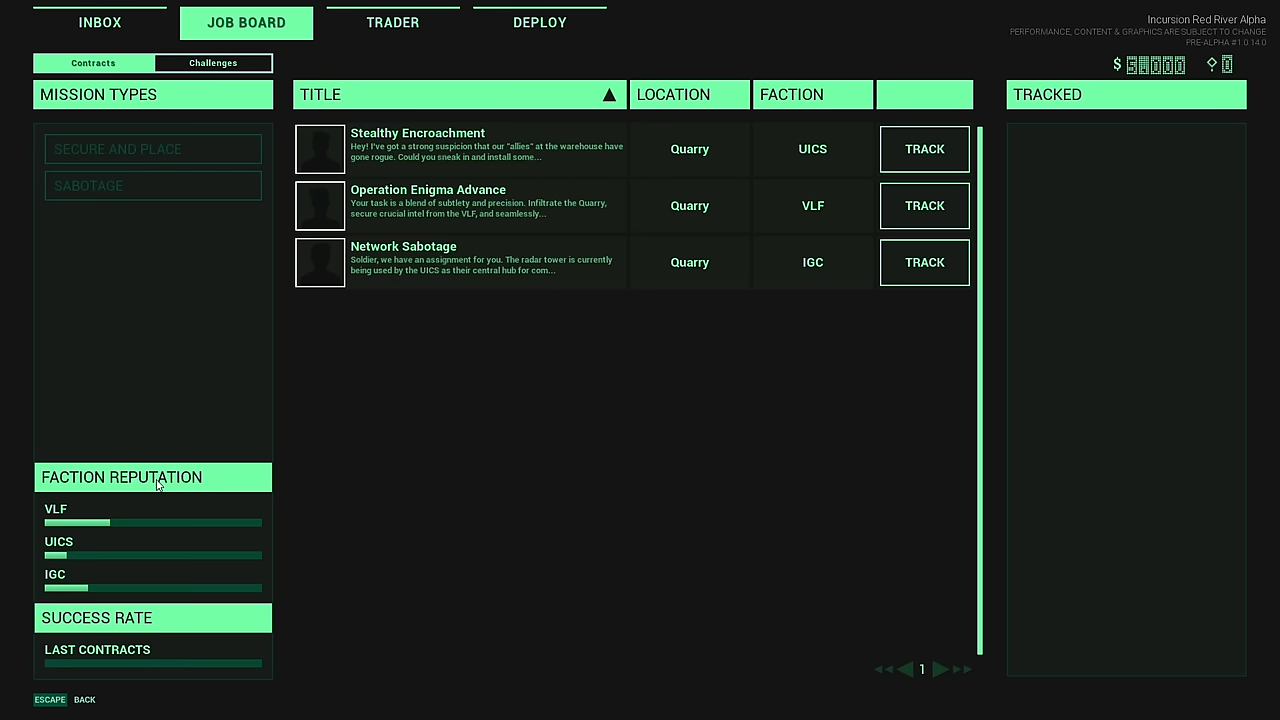 INBOX
JOB BOARD
TRADER
DEPLOY
Incursion Red River Alpha
PERFORMANCE, CONTENT & GRAPHICS ARE SUBJECT TO CHANGE
PRE-ALPHA #1.0.14.0
Contracts
Challenges
$
MISSION TYPES
TITLE
LOCATION
FACTION
TRACKED
SECURE AND PLACE
SABOTAGE
Stealthy Encroachment
Hey! I've got a strong suspicion that our "allies" at the warehouse have
gone rogue. Could you sneak in and install some...
Quarry
UICS
TRACK
Operation Enigma Advance
Your task is a blend of subtlety and precision. Infiltrate the Quarry,
secure crucial intel from the VLF, and seamlessly...
Quarry
VLF
TRACK
Network Sabotage
Soldier, we have an assignment for you. The radar tower is currently
being used by the UICS as their central hub for com...
Quarry
IGC
TRACK
FACTION REPUTATION
VLF
UICS
IGC
SUCCESS RATE
LAST CONTRACTS
1
ESCAPE
BACK